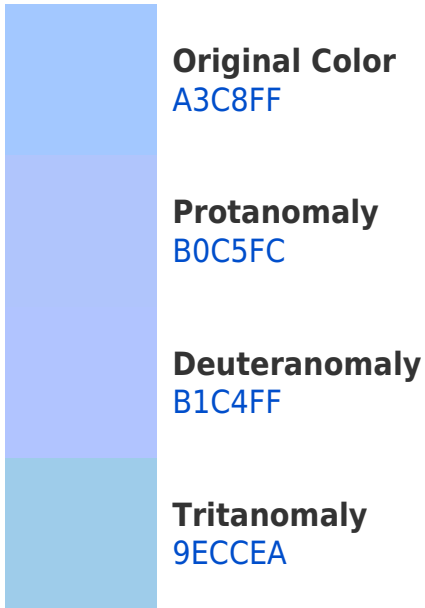 Original Color
A3C8FF
Protanomaly
B0C5FC
Deuteranomaly
B1C4FF
Tritanomaly
9ECCEA